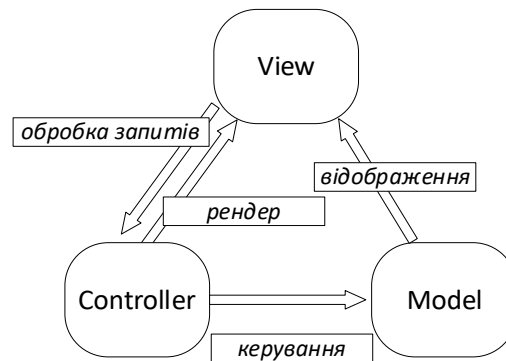 View
обробка запитів
відображення
рендер
Controller
Model
керування